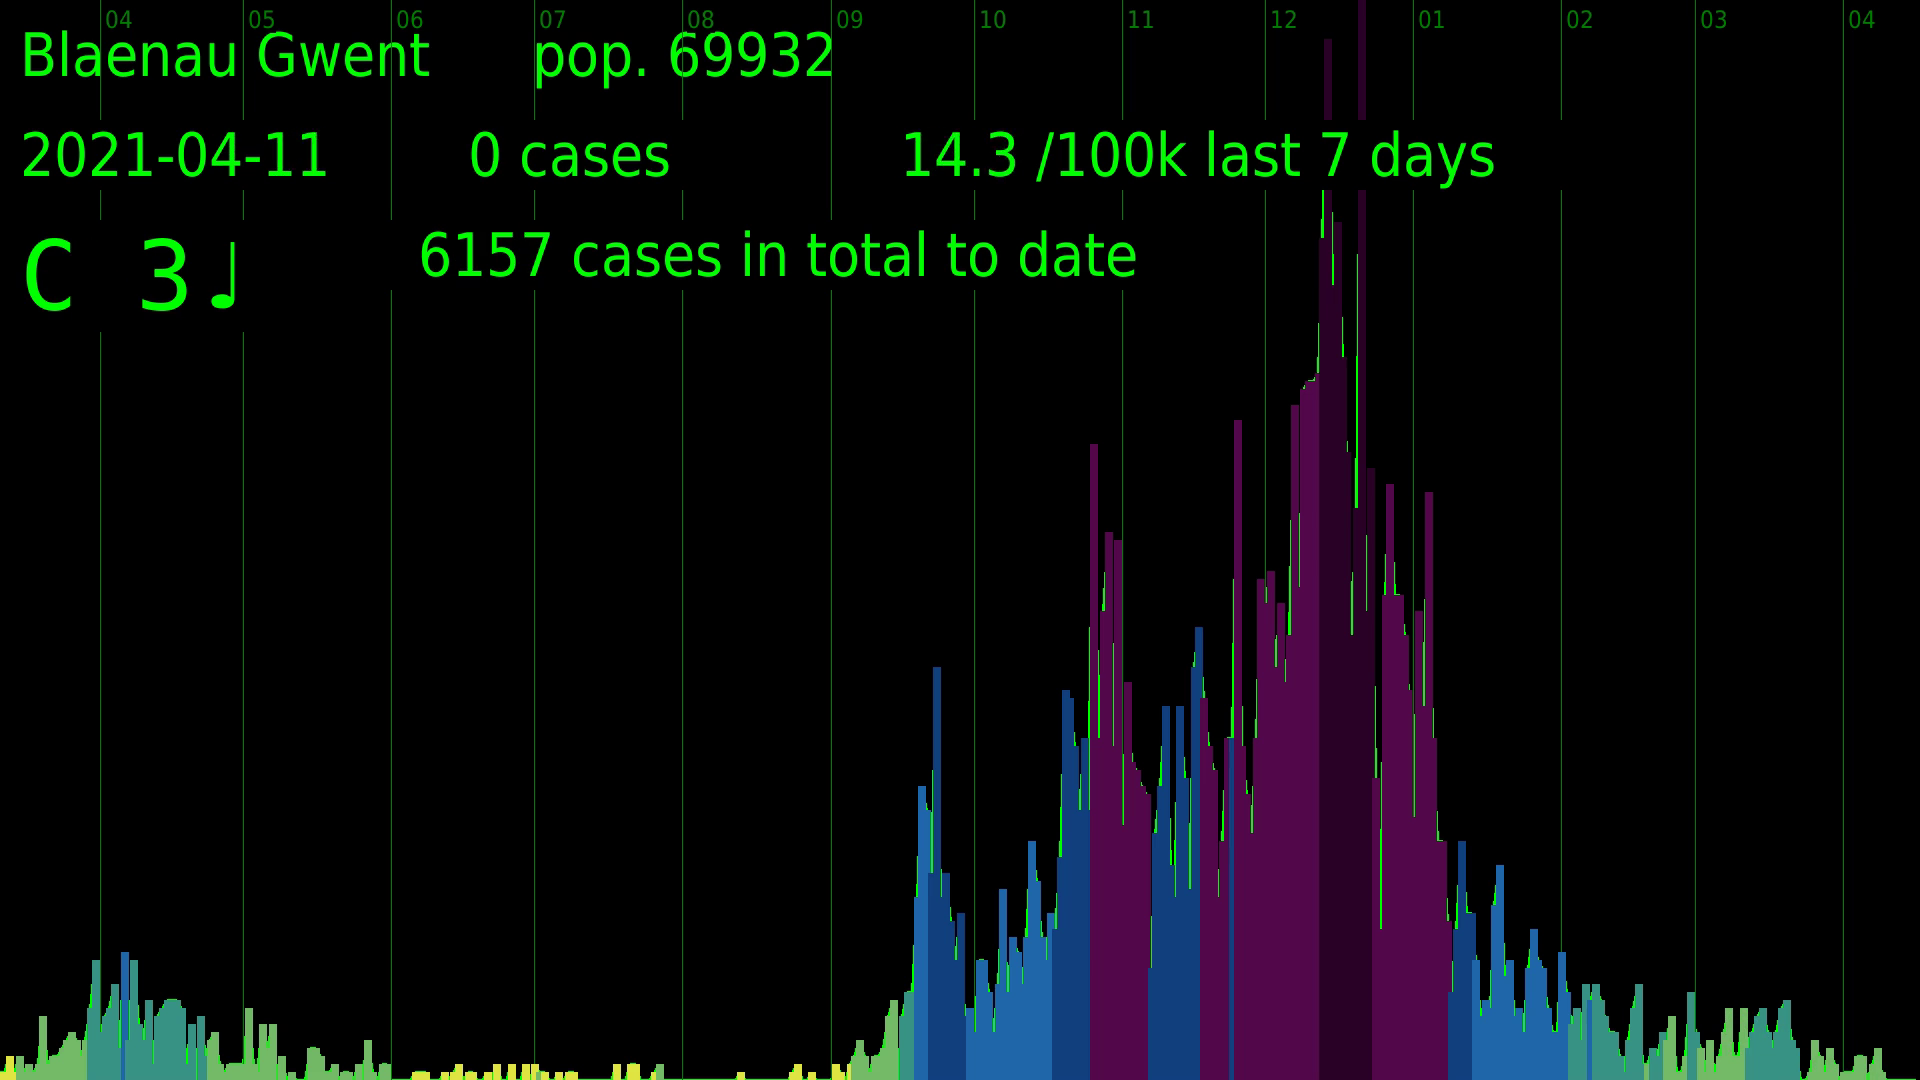 04 05 06 07 08 09 10 11 12 01 02 03 04
Blaenau Gwent pop. 69932
2021-04-11 0 cases 14.3 /100k last 7 days
C 3♩ 6157 cases in total to date